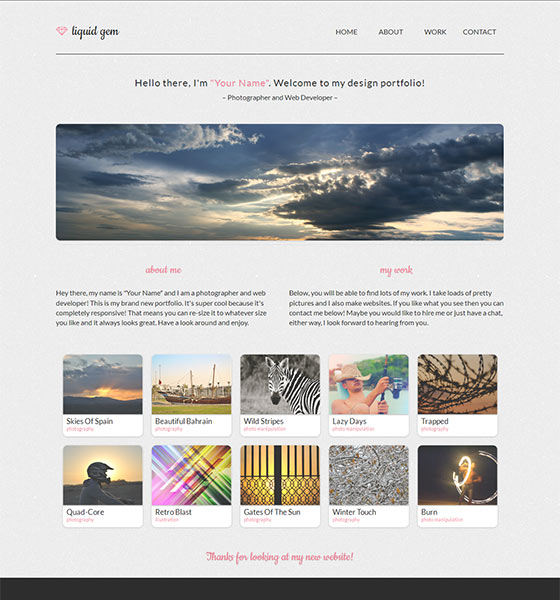 liquid gem
HOME ABOUT WORK CONTACT
Hello there, I'm "Your Name". Welcome to my design portfolio!
– Photographer and Web Developer –
about me
Hey there, my name is "Your Name" and I am a photographer and web
developer! This is my brand new portfolio. It's super cool because it's
completely responsive! That means you can re-size it to whatever size
you like and it always looks great. Have a look around and enjoy.
my work
Below, you will be able to find lots of my work. I take loads of pretty
pictures and I also make websites. If you like what you see then you can
contact me below! Maybe you would like to hire me or just have a chat,
either way, I look forward to hearing from you.
Skies Of Spain
photography
Beautiful Bahrain
photography
Wild Stripes
photo manipulation
Lazy Days
photo manipulation
Trapped
photography
Quad-Core
photography
Retro Blast
illustration
Gates Of The Sun
photography
Winter Touch
photography
Burn
photo manipulation
Thanks for looking at my new website!